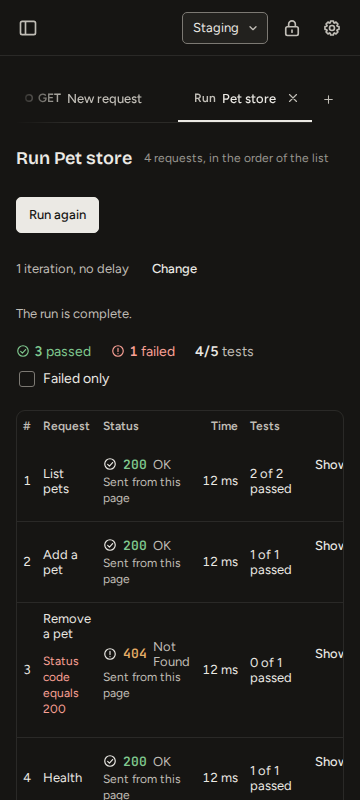 Staging
GET New request
Run Pet store
Run Pet store 4 requests, in the order of the list
Run again
1 iteration, no delay Change
The run is complete.
3 passed 1 failed 4/5 tests
Failed only
# Request Status Time Tests
1 List pets 200 OK Sent from this page 12 ms 2 of 2 passed Show
2 Add a pet 200 OK Sent from this page 12 ms 1 of 1 passed Show
3 Remove a pet Status code equals 200 404 Not Found Sent from this page 12 ms 0 of 1 passed Show
4 Health 200 OK Sent from this page 12 ms 1 of 1 passed Show